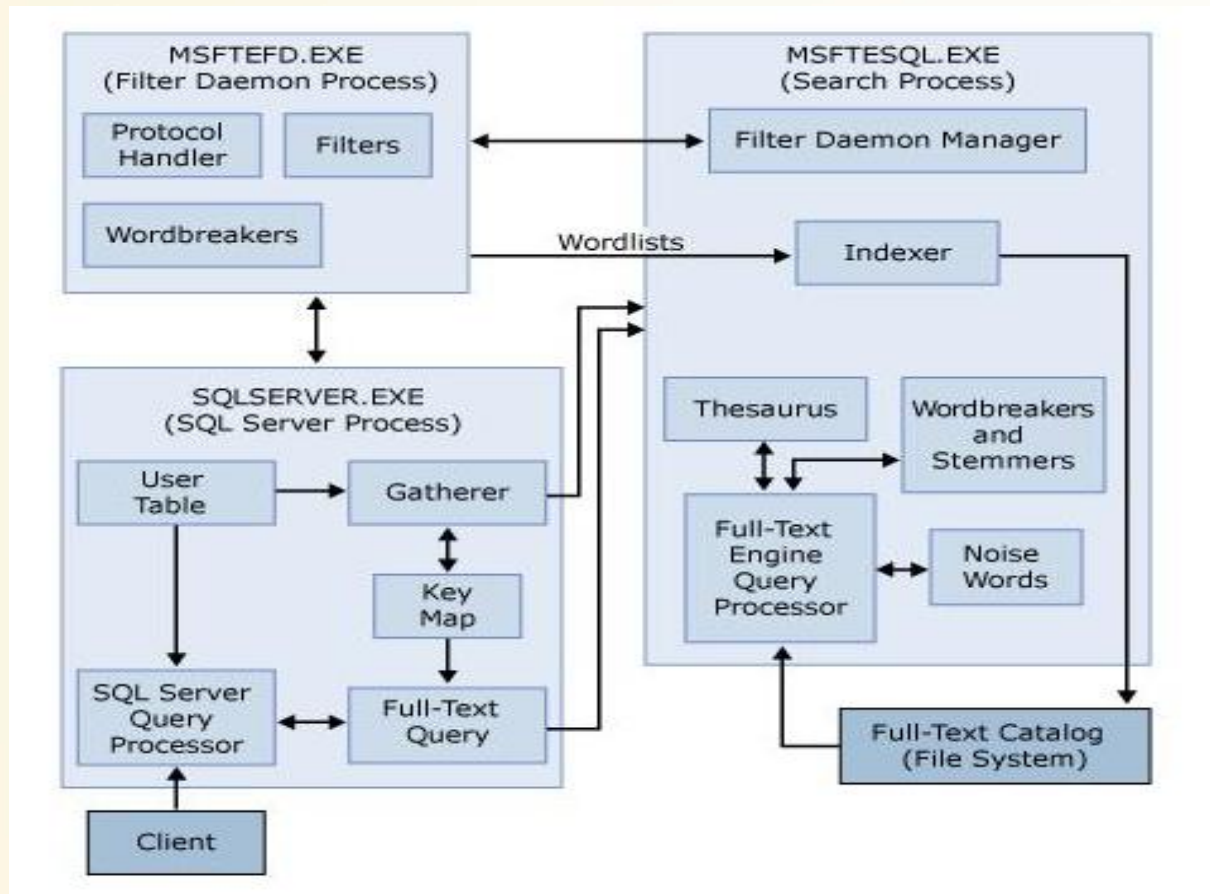 MSFTEFD.EXE
(Filter Daemon Process)
Protocol
Handler
Filters
Wordbreakers
MSFTESQL.EXE
(Search Process)
Filter Daemon Manager
Wordlists
Indexer
Thesaurus
Wordbreakers
and
Stemmers
Full-Text
Engine
Query
Processor
Noise
Words
SQLSERVER.EXE
(SQL Server Process)
User
Table
Gatherer
Key
Map
SQL Server
Query
Processor
Full-Text
Query
Full-Text Catalog
(File System)
Client